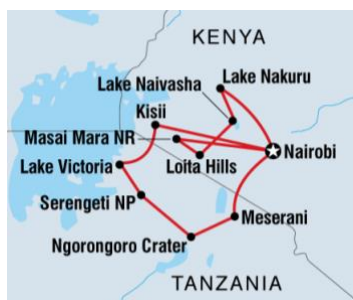 KENYA
Lake Nakuru
Lake Naivasha
Kisii
Masai Mara NR
Nairobi
Lake Victoria
Loita Hills
Serengeti NP
Meserani
Ngorongoro Crater
TANZANIA